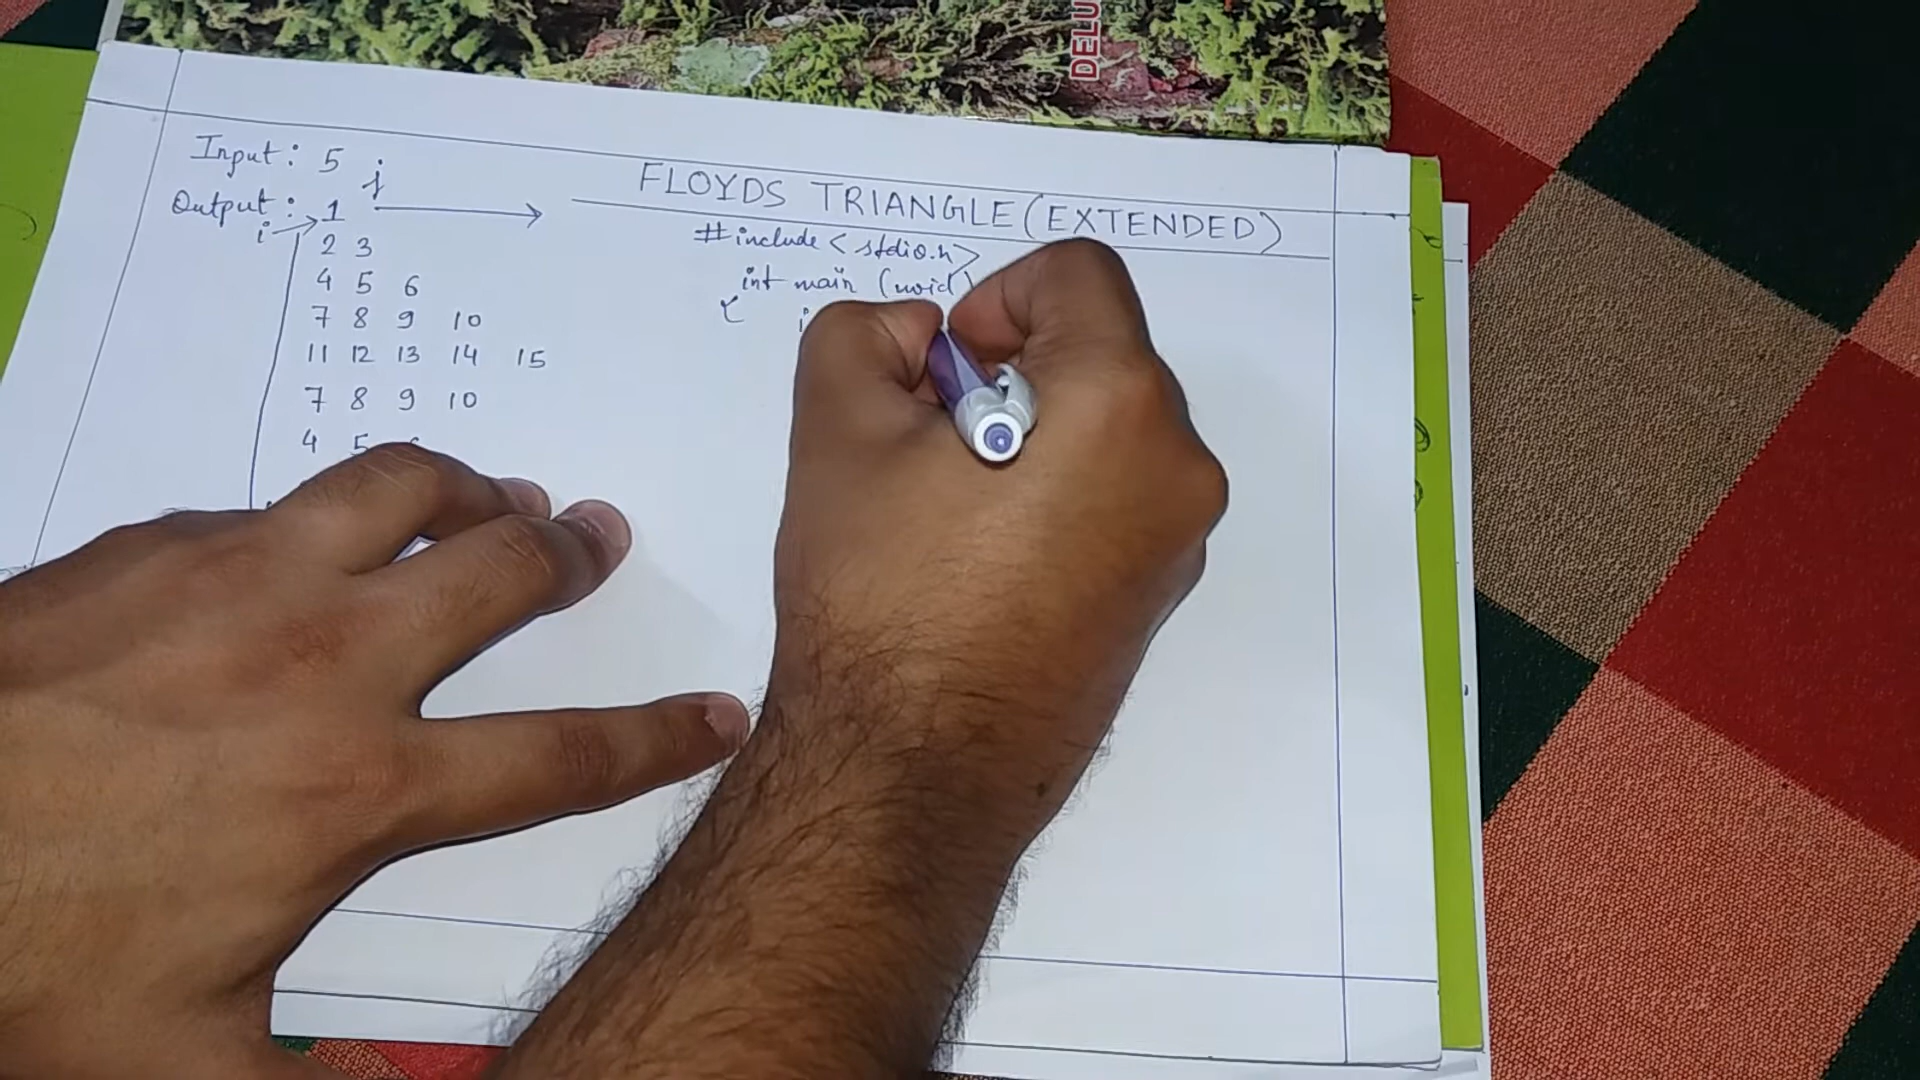 DELU
Input: 5
j
Output: 1
i
2 3
4 5 6
7 8 9 10
11 12 13 14 15
7 8 9 10
4 5
FLOYDS TRIANGLE (EXTENDED)
#include <stdio.h>
int main (void)
{ i